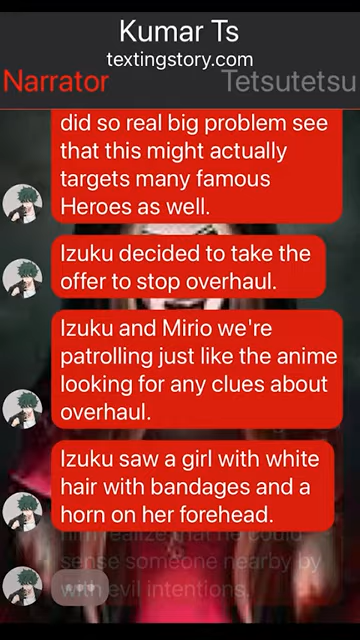 Kumar Ts
textingstory.com
Narrator Tetsutetsu
did so real big problem see
that this might actually
targets many famous
Heroes as well.
Izuku decided to take the
offer to stop overhaul.
Izuku and Mirio we're
patrolling just like the anime
looking for any clues about
overhaul.
Izuku saw a girl with white
hair with bandages and a
horn on her forehead.
him realize that he could
sense someone nearby by
with evil intentions.